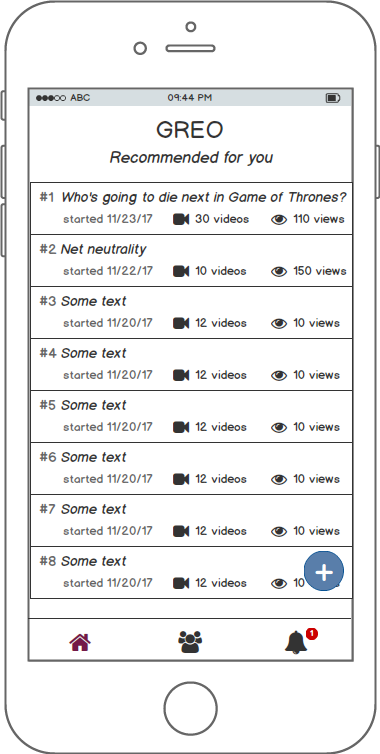 ABC 09:44 PM
GREO
Recommended for you
#1 Who's going to die next in Game of Thrones?
started 11/23/17 30 videos 110 views
#2 Net neutrality
started 11/22/17 10 videos 150 views
#3 Some text
started 11/20/17 12 videos 10 views
#4 Some text
started 11/20/17 12 videos 10 views
#5 Some text
started 11/20/17 12 videos 10 views
#6 Some text
started 11/20/17 12 videos 10 views
#7 Some text
started 11/20/17 12 videos 10 views
#8 Some text
started 11/20/17 12 videos 10
+
1